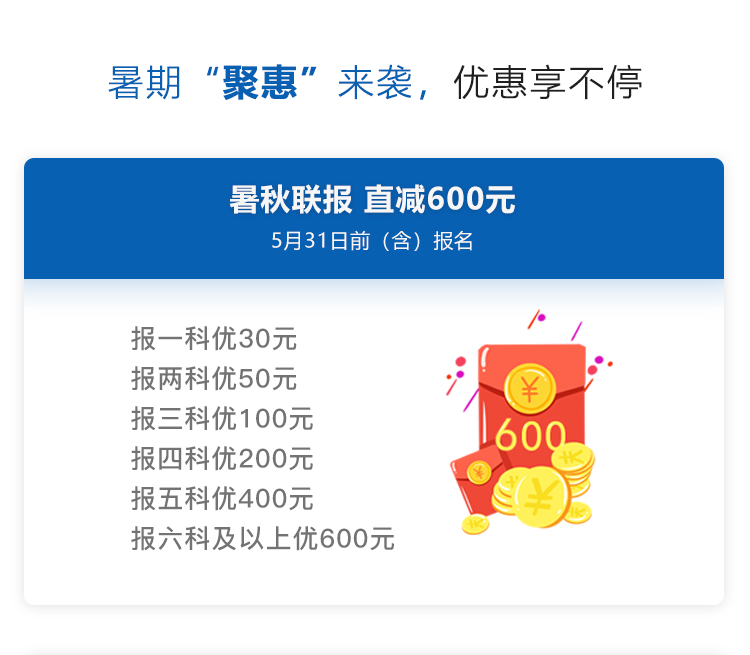 暑期“聚惠”来袭，优惠享不停
暑秋联报 直减600元
5月31日前（含）报名
报一科优30元
报两科优50元
报三科优100元
报四科优200元
报五科优400元
报六科及以上优600元
¥
600
¥
¥
¥
¥
¥